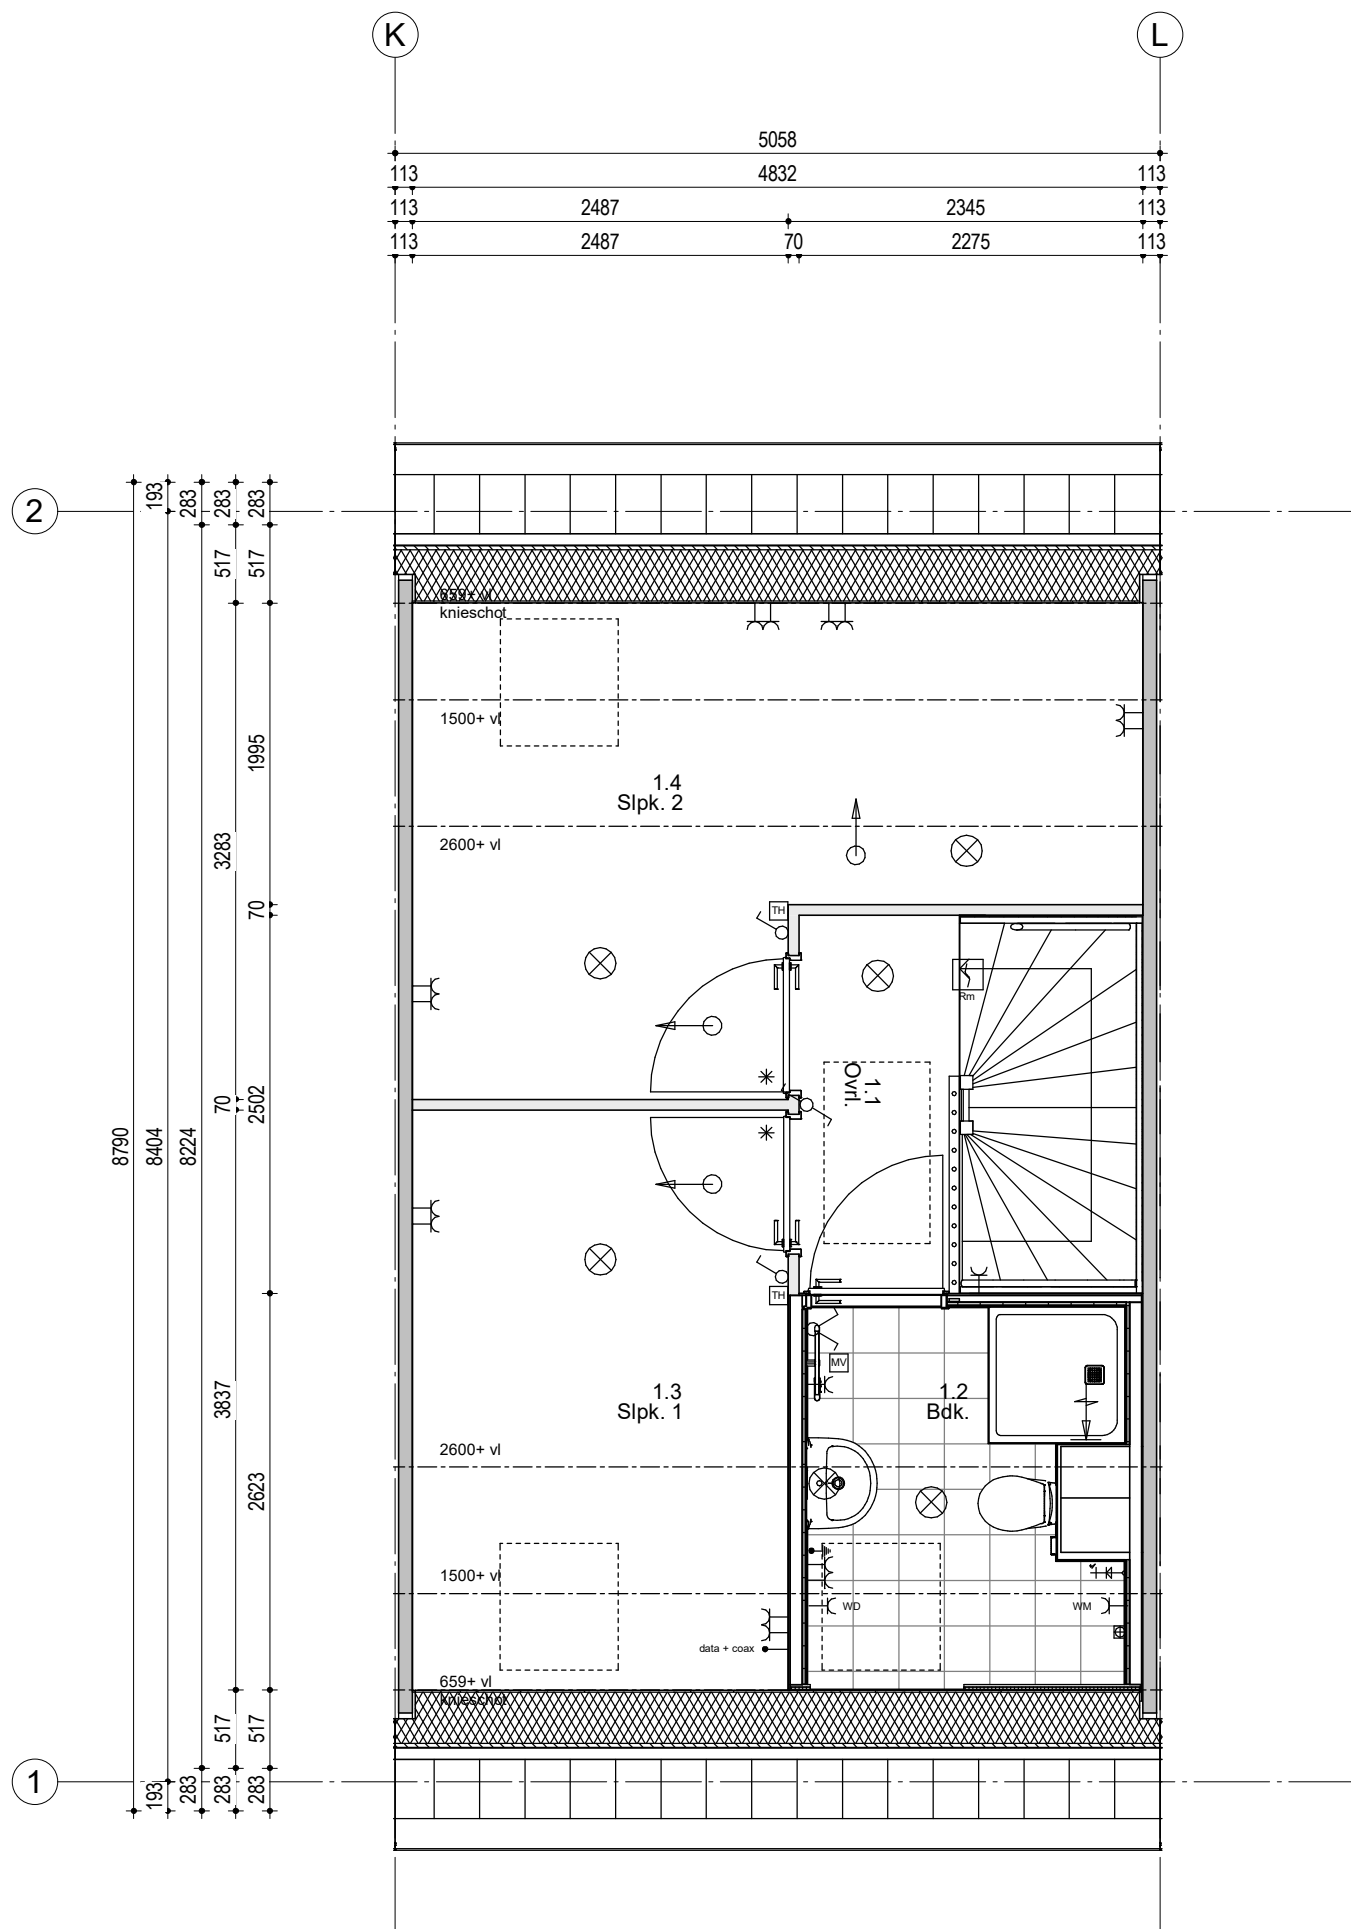 K
L
5058
113 4832 113
113 2487 2345 113
113 2487 70 2275 113
2
193
283
283
283
517
517
659+ vl
knieschot
1500+ vl
1995
1.4
Slpk. 2
3283
2600+ vl
70
TH
Rm
1.1
Ovrl.
70
2502
8790
8404
8224
TH
MV
3837
1.3
Slpk. 1
1.2
Bdk.
2600+ vl
2623
1500+ vl
WD
WM
data + coax
659+ vl
knieschot
517
517
1
193
283
283
283